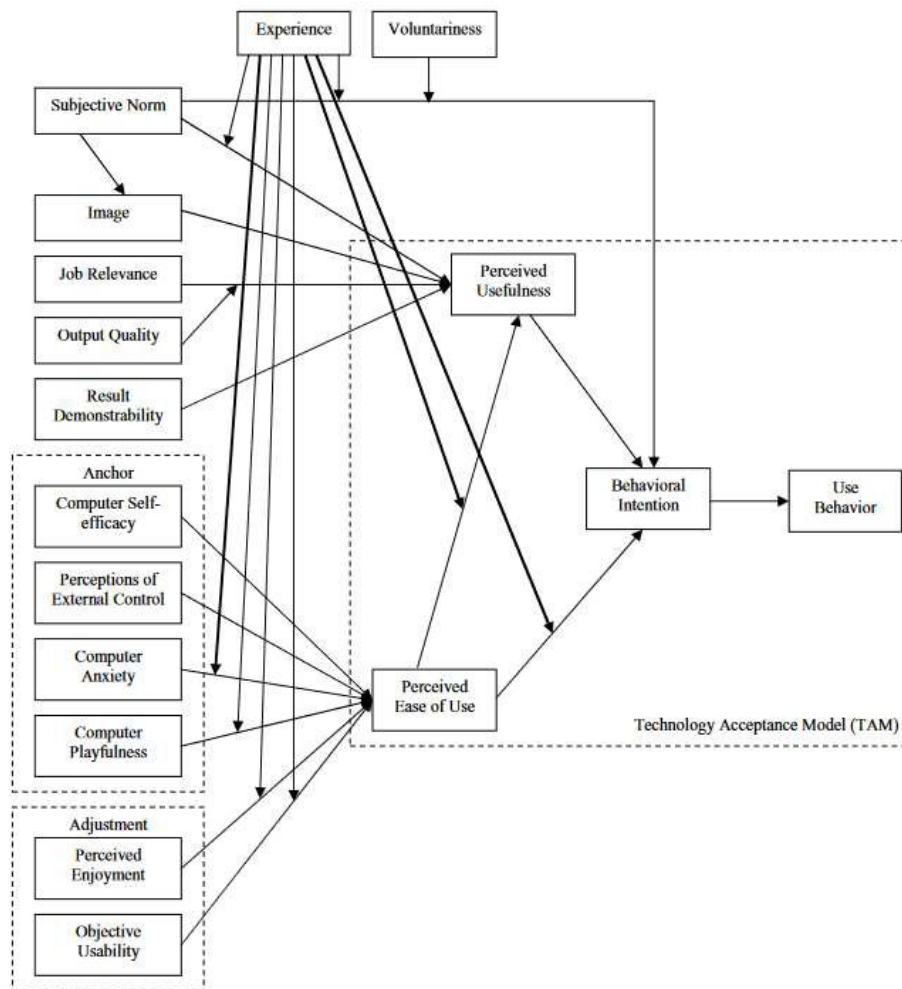 Experience
Voluntariness
Subjective Norm
Image
Job Relevance
Output Quality
Result
Demonstrability
Perceived
Usefulness
Anchor
Computer Self-
efficacy
Perceptions of
External Control
Computer
Anxiety
Computer
Playfulness
Behavioral
Intention
Use
Behavior
Perceived
Ease of Use
Technology Acceptance Model (TAM)
Adjustment
Perceived
Enjoyment
Objective
Usability